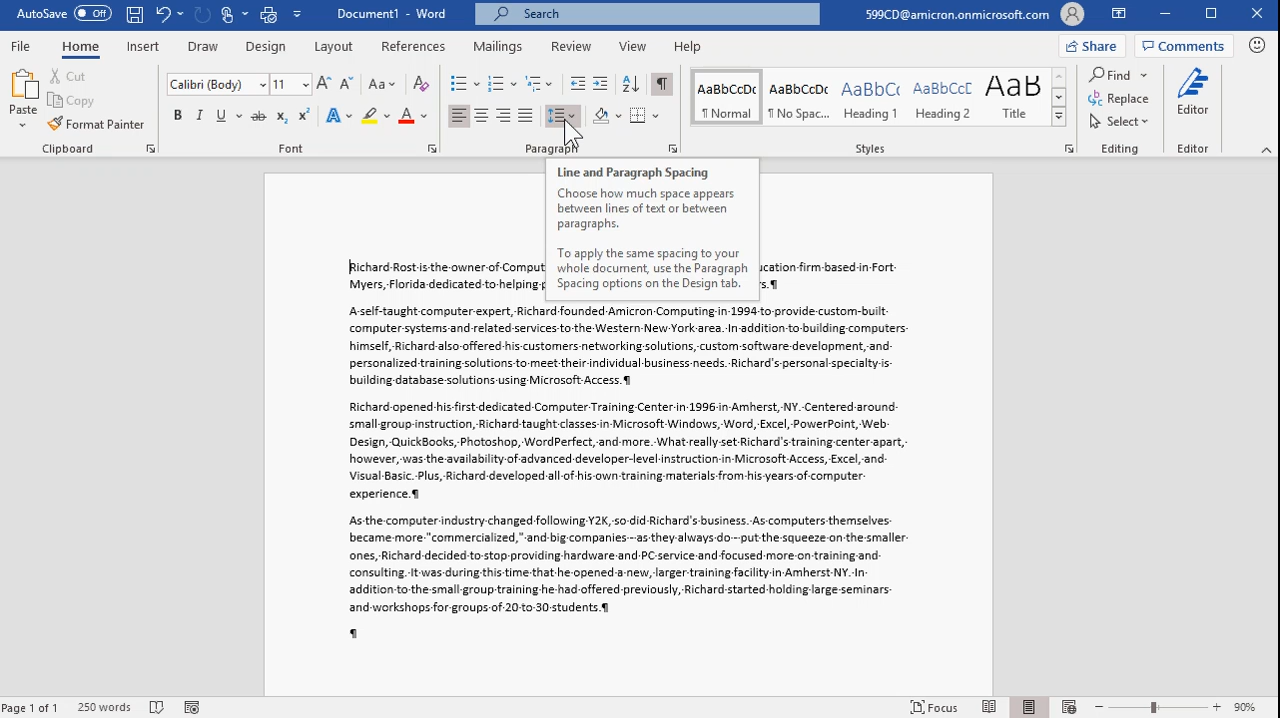 AutoSave Off Document1 - Word Search 599CD@amicron.onmicrosoft.com
File Home Insert Draw Design Layout References Mailings Review View Help Share Comments
Paste Cut Copy Format Painter
Clipboard
Calibri (Body) 11 Aa
B I U ab x₂ x² A A
Font
Paragraph
AaBbCcDc ¶ Normal
AaBbCcDc ¶ No Spac...
AaBbCc Heading 1
AaBbCcD Heading 2
AaB Title
Styles
Find
Replace
Select
Editing
Editor
Editor
Line and Paragraph Spacing
Choose how much space appears
between lines of text or between
paragraphs.
To apply the same spacing to your
whole document, use the Paragraph
Spacing options on the Design tab.
Richard·Rost·is·the·owner·of·Comput ucation·firm·based·in·Fort·
Myers,·Florida·dedicated·to·helping· rs.¶
A·self-taught·computer·expert,·Richard·founded·Amicron·Computing·in·1994·to·provide·custom-built·
computer·systems·and·related·services·to·the·Western·New·York·area.·In·addition·to·building·computers·
himself,·Richard·also·offered·his·customers·networking·solutions,·custom·software·development,·and·
personalized·training·solutions·to·meet·their·individual·business·needs.·Richard's·personal·specialty·is·
building·database·solutions·using·Microsoft·Access.¶
Richard·opened·his·first·dedicated·Computer·Training·Center·in·1996·in·Amherst,·NY.·Centered·around·
small·group·instruction,·Richard·taught·classes·in·Microsoft·Windows,·Word,·Excel,·PowerPoint,·Web·
Design,·QuickBooks,·Photoshop,·WordPerfect,·and·more.·What·really·set·Richard's·training·center·apart,·
however,·was·the·availability·of·advanced·developer-level·instruction·in·Microsoft·Access,·Excel,·and·
Visual·Basic.·Plus,·Richard·developed·all·of·his·own·training·materials·from·his·years·of·computer·
experience.¶
As·the·computer·industry·changed·following·Y2K,·so·did·Richard's·business.·As·computers·themselves·
became·more·"commercialized,"·and·big·companies·-·as·they·always·do·-·put·the·squeeze·on·the·smaller·
ones,·Richard·decided·to·stop·providing·hardware·and·PC·service·and·focused·more·on·training·and·
consulting.·It·was·during·this·time·that·he·opened·a·new,·larger·training·facility·in·Amherst·NY.·In·
addition·to·the·small·group·training·he·had·offered·previously,·Richard·started·holding·large·seminars·
and·workshops·for·groups·of·20·to·30·students.¶
¶
Page 1 of 1 250 words Focus 90%